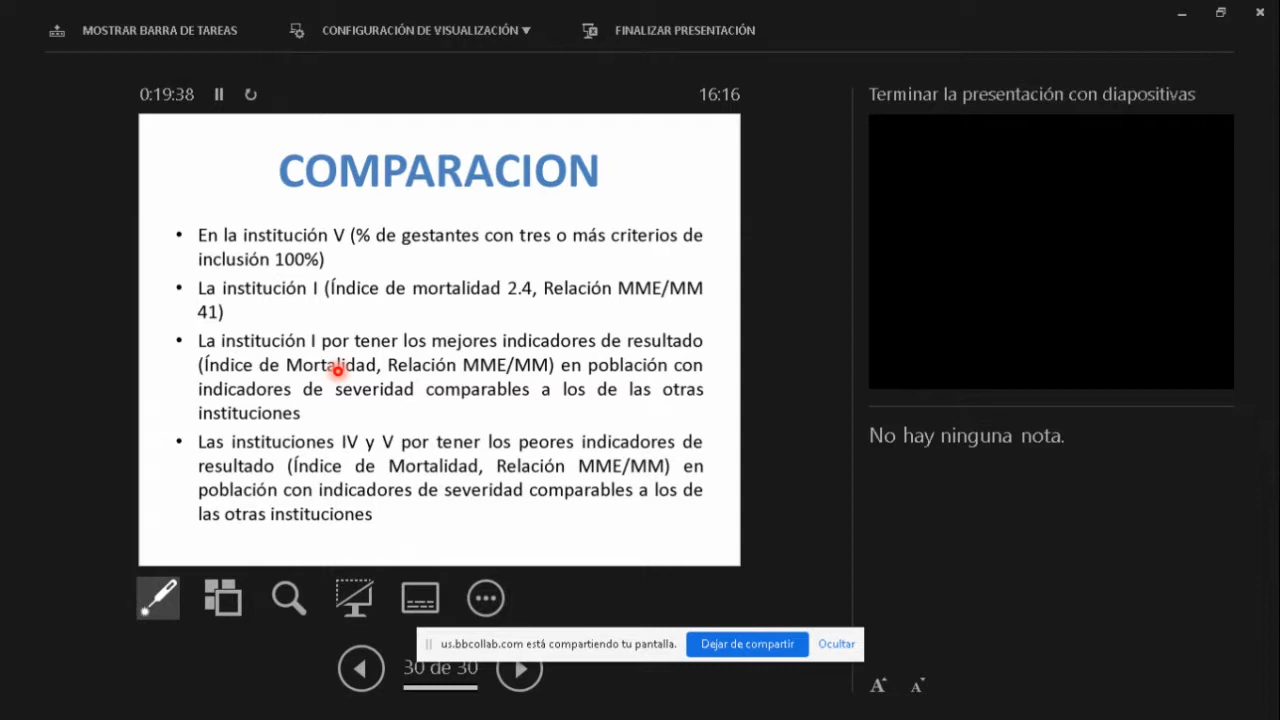 MOSTRAR BARRA DE TAREAS
CONFIGURACIÓN DE VISUALIZACIÓN ▼
FINALIZAR PRESENTACIÓN
0:19:38
16:16
COMPARACION
• En la institución V (% de gestantes con tres o más criterios de
inclusión 100%)
• La institución I (Índice de mortalidad 2.4, Relación MME/MM
41)
• La institución I por tener los mejores indicadores de resultado
(Índice de Mortalidad, Relación MME/MM) en población con
indicadores de severidad comparables a los de las otras
instituciones
• Las instituciones IV y V por tener los peores indicadores de
resultado (Índice de Mortalidad, Relación MME/MM) en
población con indicadores de severidad comparables a los de
las otras instituciones
us.bbcollab.com está compartiendo tu pantalla.
Dejar de compartir
Ocultar
30 de 30
Terminar la presentación con diapositivas
No hay ninguna nota.
A A